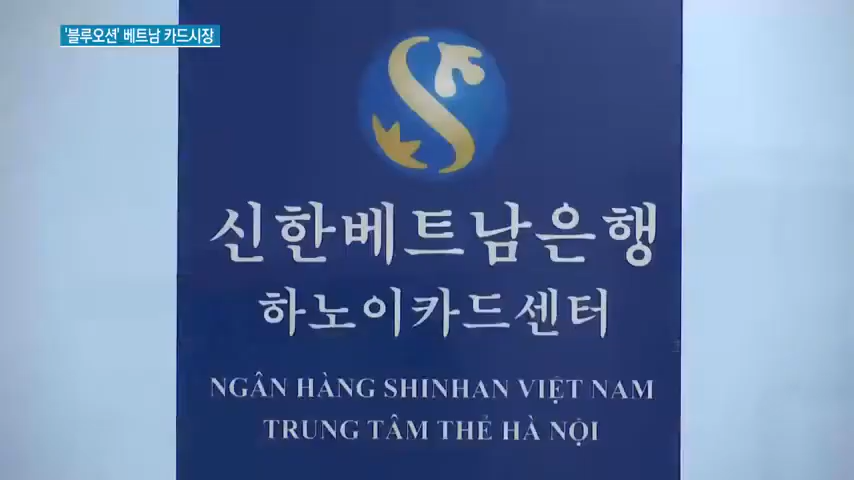 '블루오션' 베트남 카드시장
신한베트남은행
하노이카드센터
NGÂN HÀNG SHINHAN VIỆT NAM
TRUNG TÂM THẺ HÀ NỘI